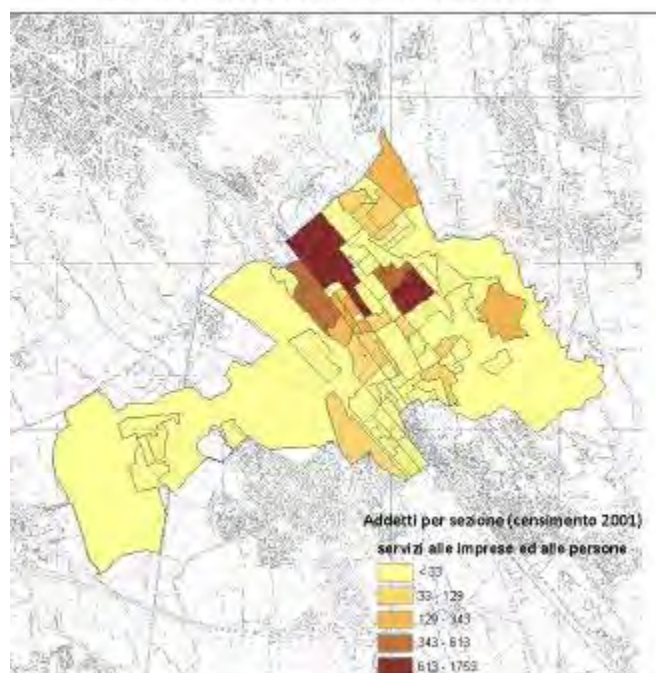 Addetti per sezione (censimento 2001)
servizi alle imprese ed alle persone
< 33
33 - 129
129 - 343
343 - 613
613 - 1753